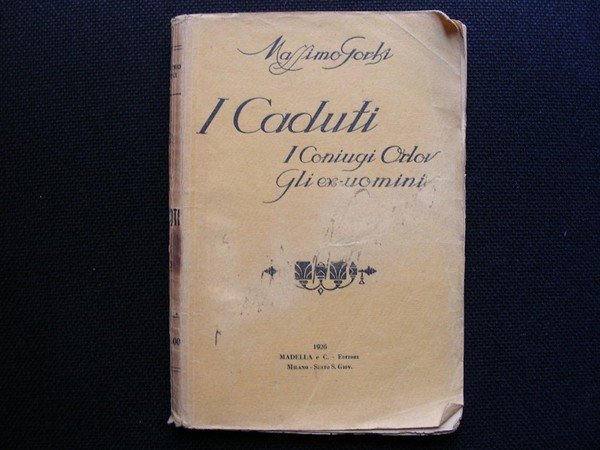 Massimo Gorki
I Caduti
I Coniugi Orlov
Gli ex-uomini
1926
MADELLA e C. - Editori
Milano - Sesto S. Giov.